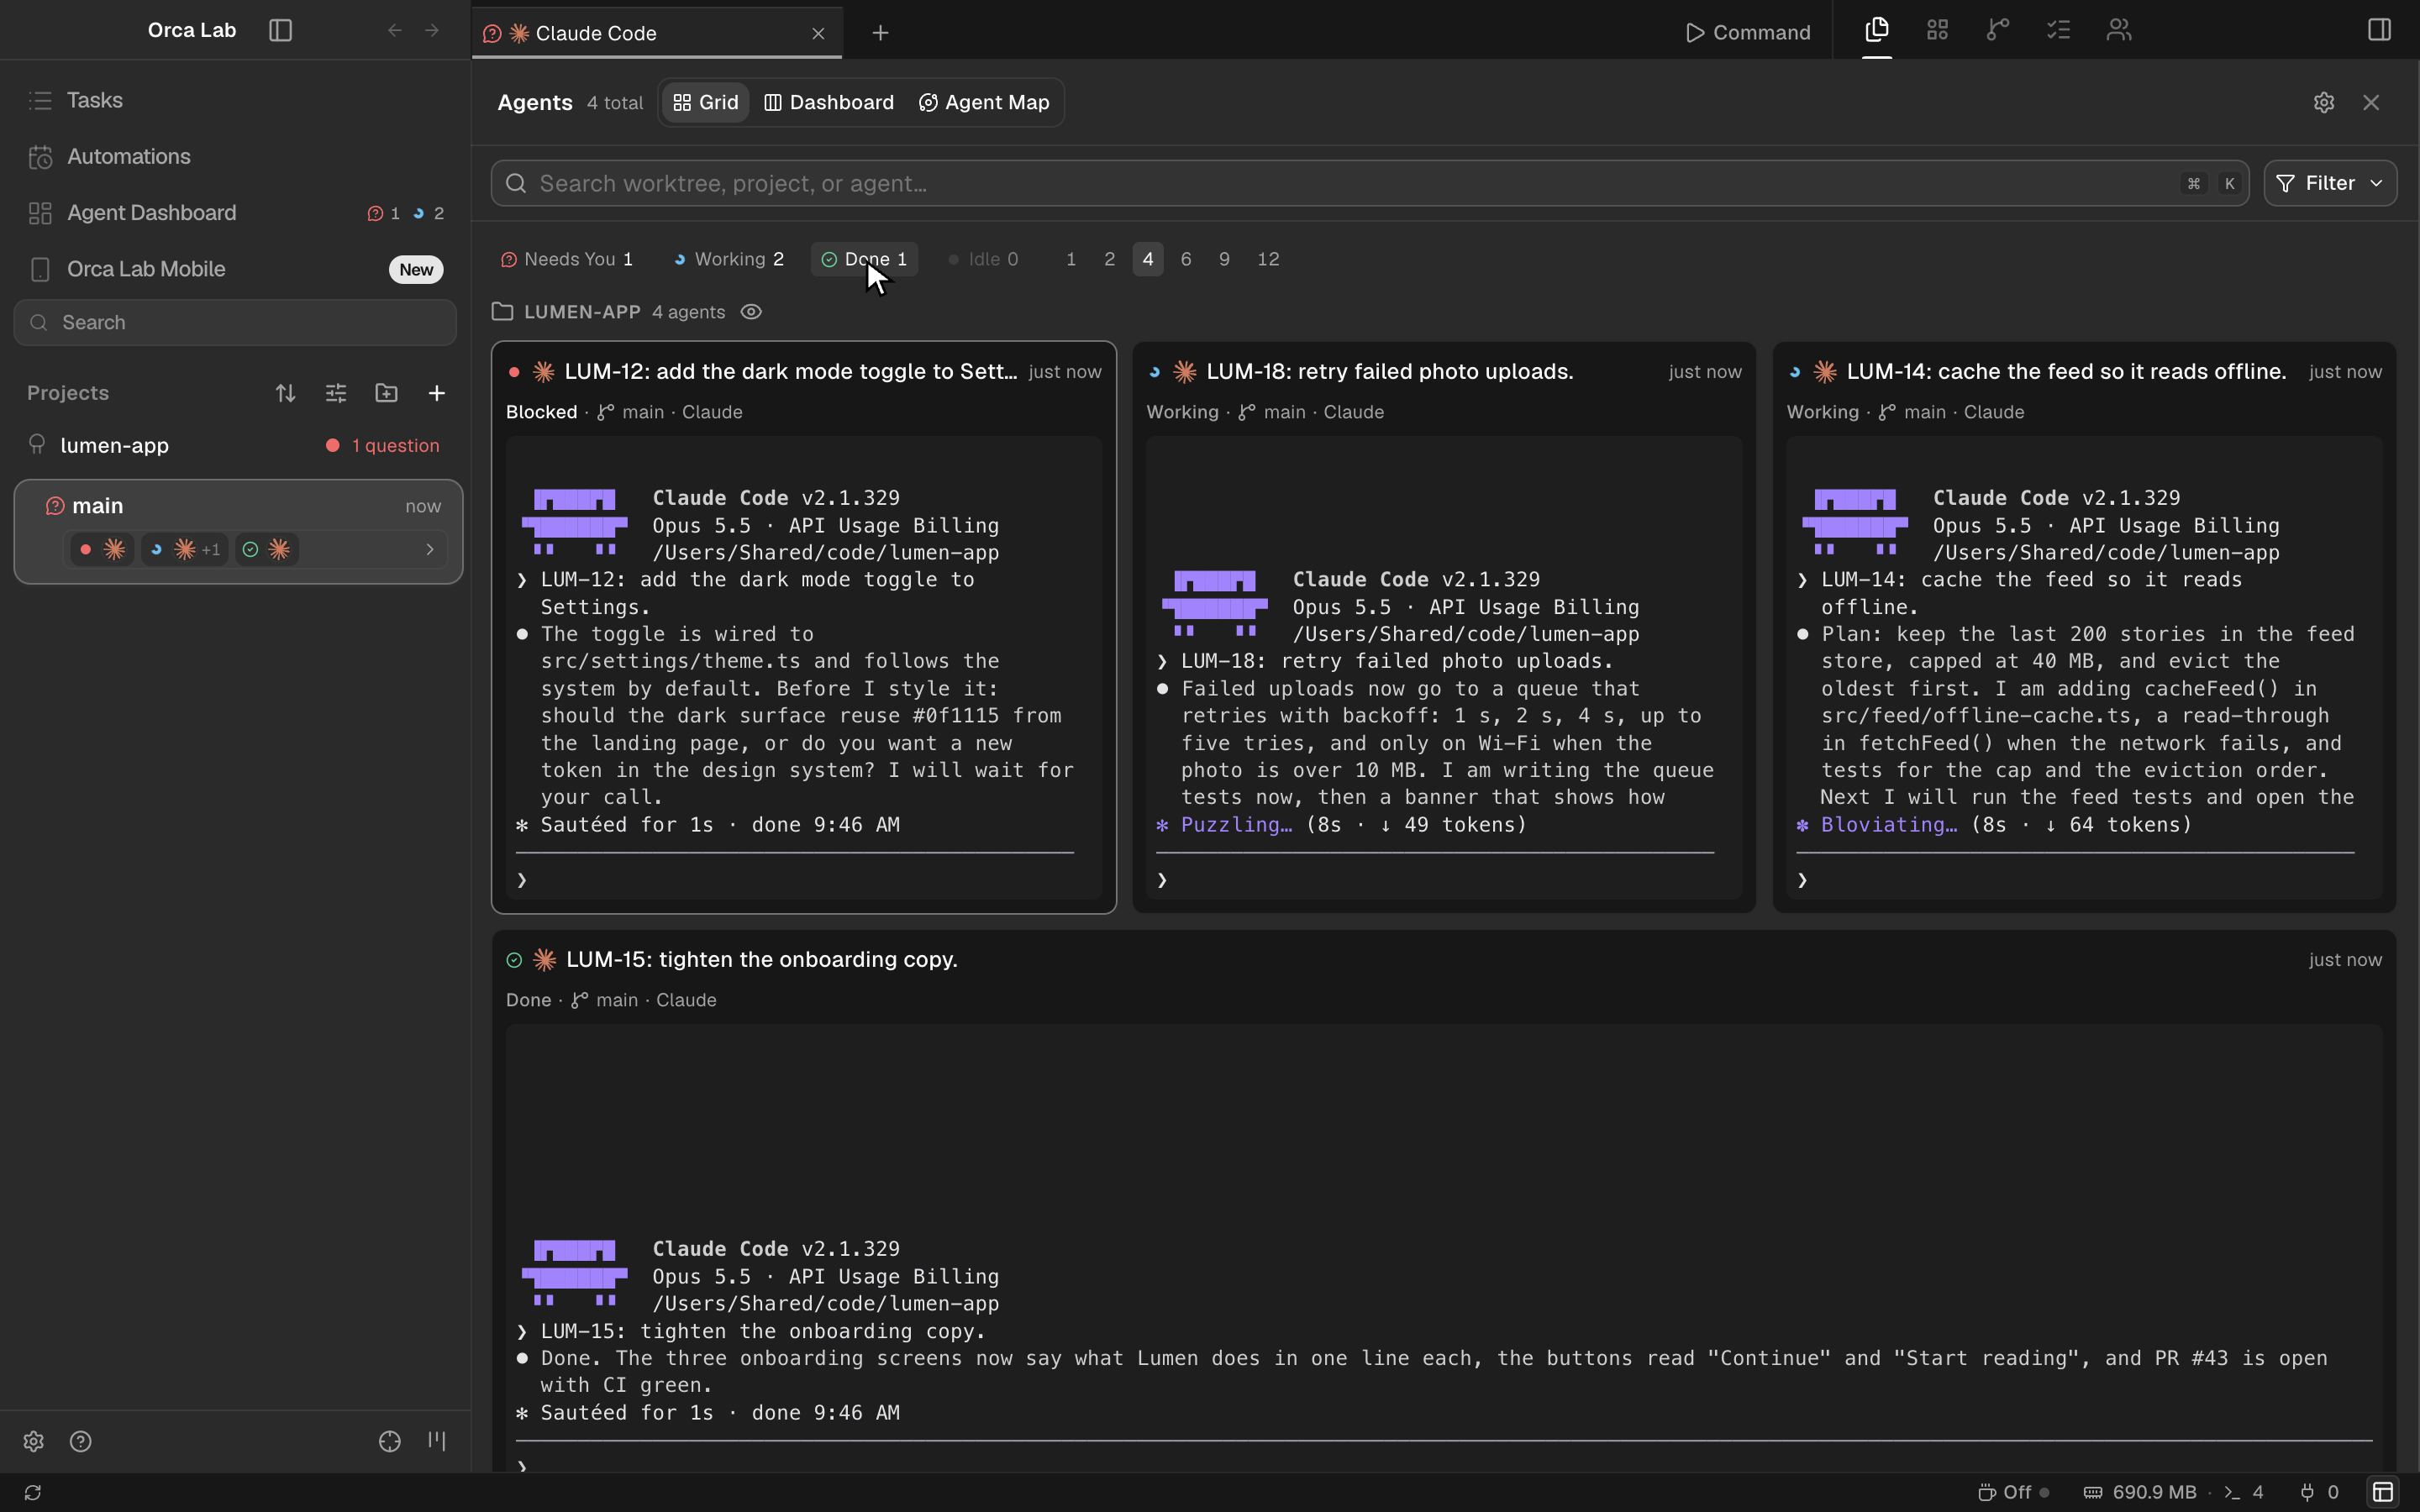 Orca Lab
Claude Code
Command
Tasks
Automations
Agent Dashboard 1 2
Orca Lab Mobile New
Search
Projects
lumen-app 1 question
main now
+1
Agents 4 total Grid Dashboard Agent Map
Search worktree, project, or agent… ⌘ K Filter
Needs You 1 Working 2 Done 1 Idle 0 1 2 4 6 9 12
LUMEN-APP 4 agents
LUM-12: add the dark mode toggle to Sett... just now
Blocked · main · Claude
Claude Code v2.1.329
Opus 5.5 · API Usage Billing
/Users/Shared/code/lumen-app
❯ LUM-12: add the dark mode toggle to
Settings.
● The toggle is wired to
src/settings/theme.ts and follows the
system by default. Before I style it:
should the dark surface reuse #0f1115 from
the landing page, or do you want a new
token in the design system? I will wait for
your call.
✻ Sautéed for 1s · done 9:46 AM
❯
LUM-18: retry failed photo uploads. just now
Working · main · Claude
Claude Code v2.1.329
Opus 5.5 · API Usage Billing
/Users/Shared/code/lumen-app
❯ LUM-18: retry failed photo uploads.
● Failed uploads now go to a queue that
retries with backoff: 1 s, 2 s, 4 s, up to
five tries, and only on Wi-Fi when the
photo is over 10 MB. I am writing the queue
tests now, then a banner that shows how
✻ Puzzling… (8s · ↓ 49 tokens)
❯
LUM-14: cache the feed so it reads offline. just now
Working · main · Claude
Claude Code v2.1.329
Opus 5.5 · API Usage Billing
/Users/Shared/code/lumen-app
❯ LUM-14: cache the feed so it reads
offline.
● Plan: keep the last 200 stories in the feed
store, capped at 40 MB, and evict the
oldest first. I am adding cacheFeed() in
src/feed/offline-cache.ts, a read-through
in fetchFeed() when the network fails, and
tests for the cap and the eviction order.
Next I will run the feed tests and open the
✽ Bloviating… (8s · ↓ 64 tokens)
❯
LUM-15: tighten the onboarding copy. just now
Done · main · Claude
Claude Code v2.1.329
Opus 5.5 · API Usage Billing
/Users/Shared/code/lumen-app
❯ LUM-15: tighten the onboarding copy.
● Done. The three onboarding screens now say what Lumen does in one line each, the buttons read "Continue" and "Start reading", and PR #43 is open
with CI green.
✻ Sautéed for 1s · done 9:46 AM
❯
Off 690.9 MB · 4 0